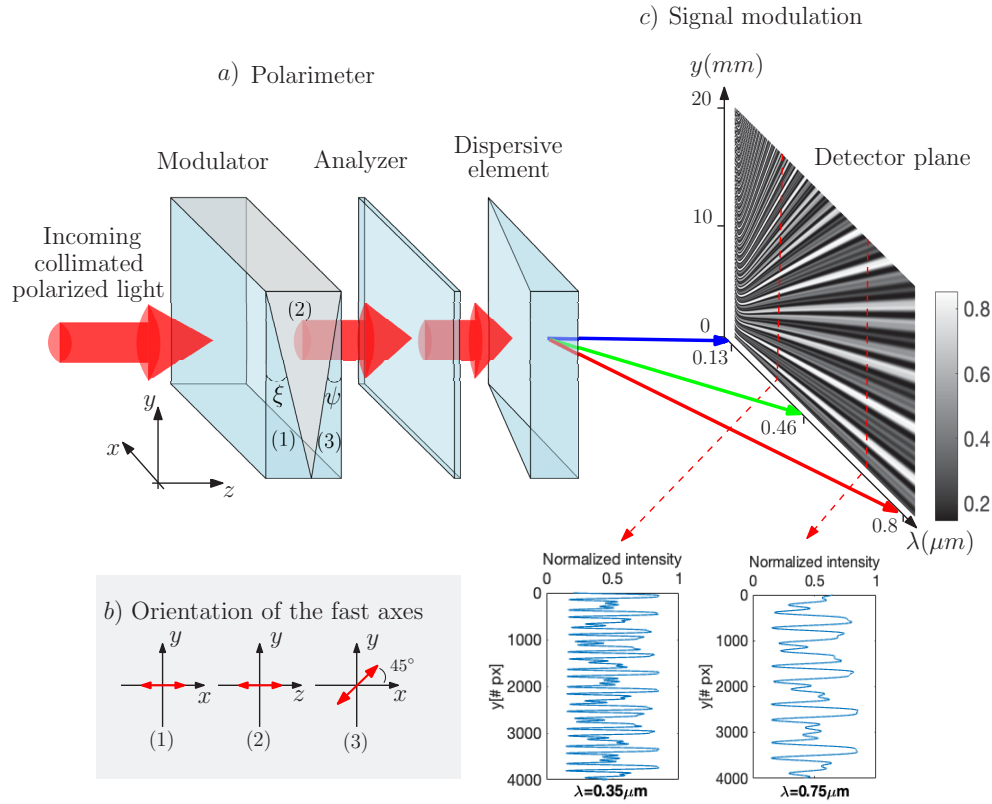 c) Signal modulation
a) Polarimeter
y(mm)
20
10
0
Modulator
Analyzer
Dispersive
element
Detector plane
Incoming
collimated
polarized light
(2)
ξ
ψ
(1)
(3)
y
x
z
0.13
0.46
0.8
λ(μm)
0.8
0.6
0.4
0.2
b) Orientation of the fast axes
y
x
(1)
y
z
(2)
y
45°
x
(3)
Normalized intensity
0
0.5
1
y[# px]
0
1000
2000
3000
4000
λ=0.35μm
Normalized intensity
0
0.5
1
y[# px]
0
1000
2000
3000
4000
λ=0.75μm